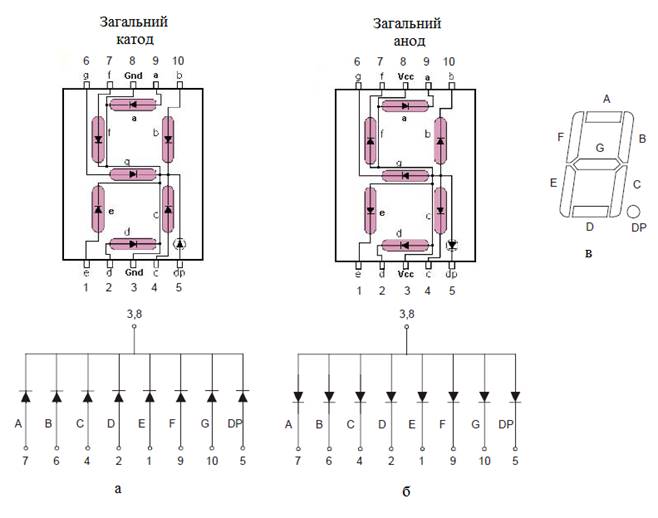 Загальний
катод
6 7 8 9 10
g f Gnd a b
a
f b
g
e c
d
e d Gnd c dp
1 2 3 4 5
3,8
A B C D E F G DP
7 6 4 2 1 9 10 5
а
Загальний
анод
6 7 8 9 10
g f Vcc a b
a
f b
g
e c
d
e d Vcc c dp
1 2 3 4 5
3,8
A B C D E F G DP
7 6 4 2 1 9 10 5
б
A
F B
G
E C
D DP
в